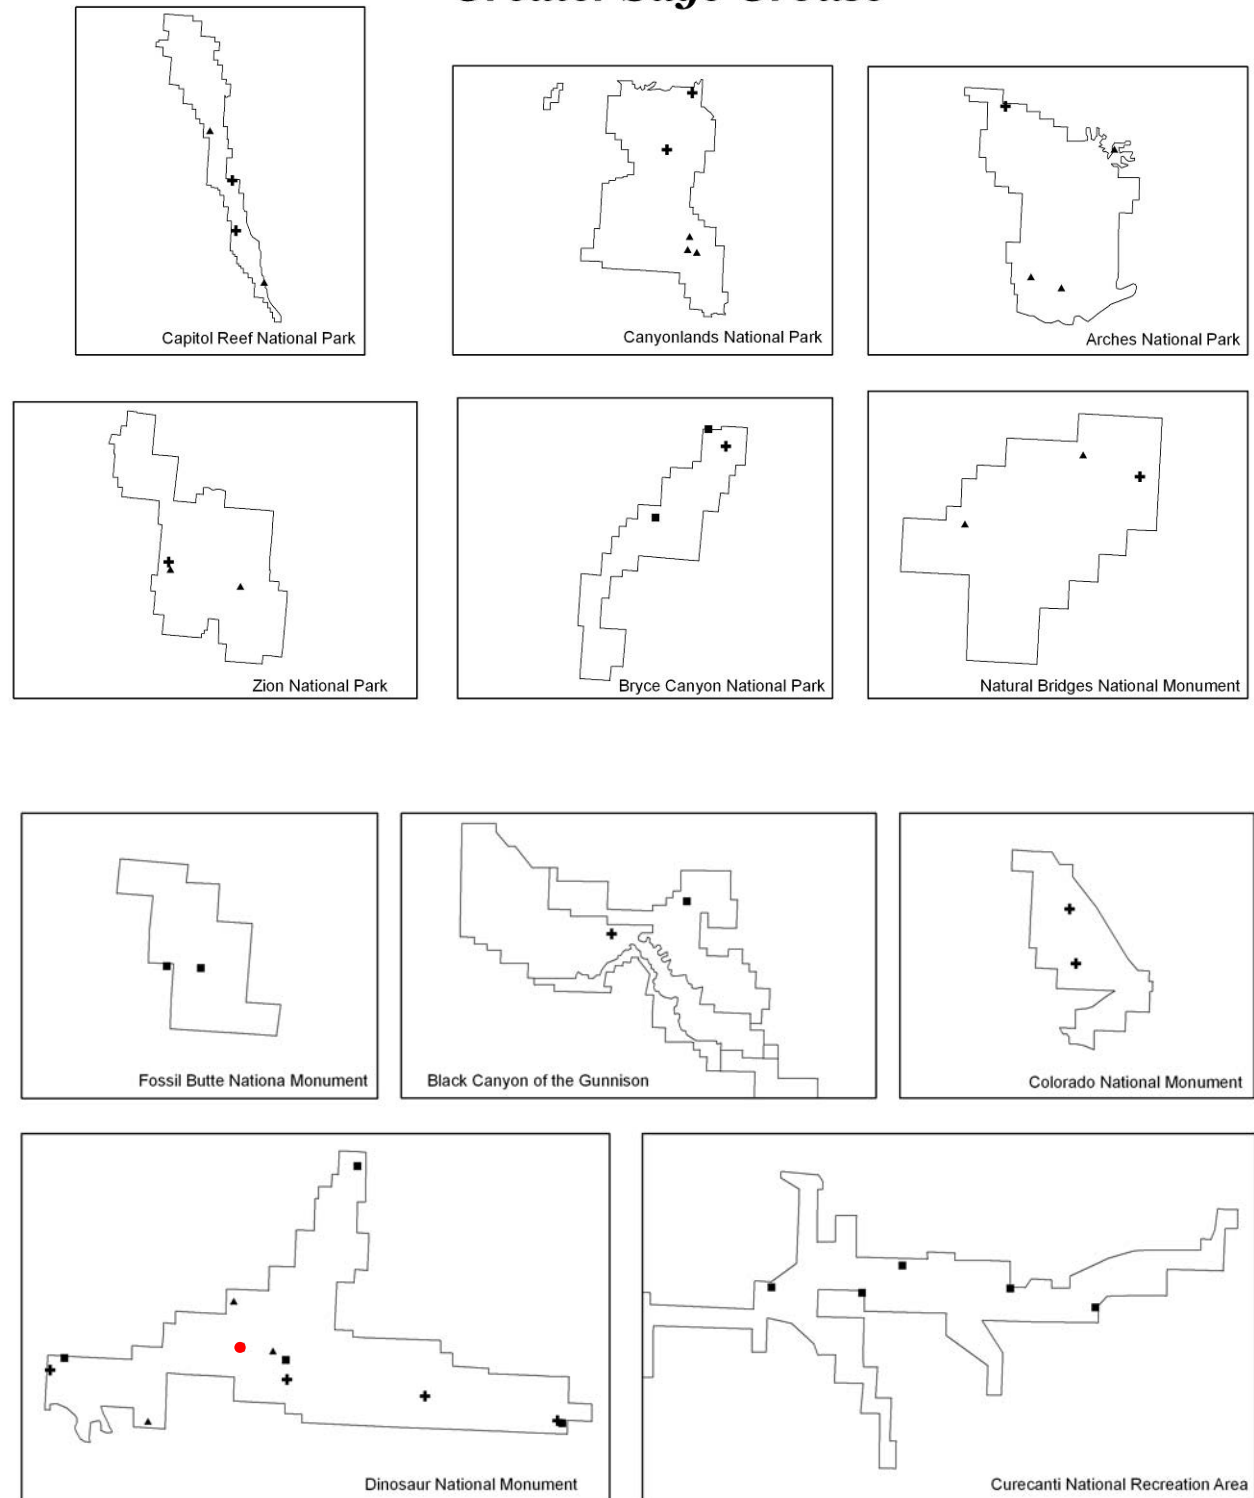 Capitol Reef National Park
Canyonlands National Park
Arches National Park
Zion National Park
Bryce Canyon National Park
Natural Bridges National Monument
Fossil Butte Nationa Monument
Black Canyon of the Gunnison
Colorado National Monument
Dinosaur National Monument
Curecanti National Recreation Area